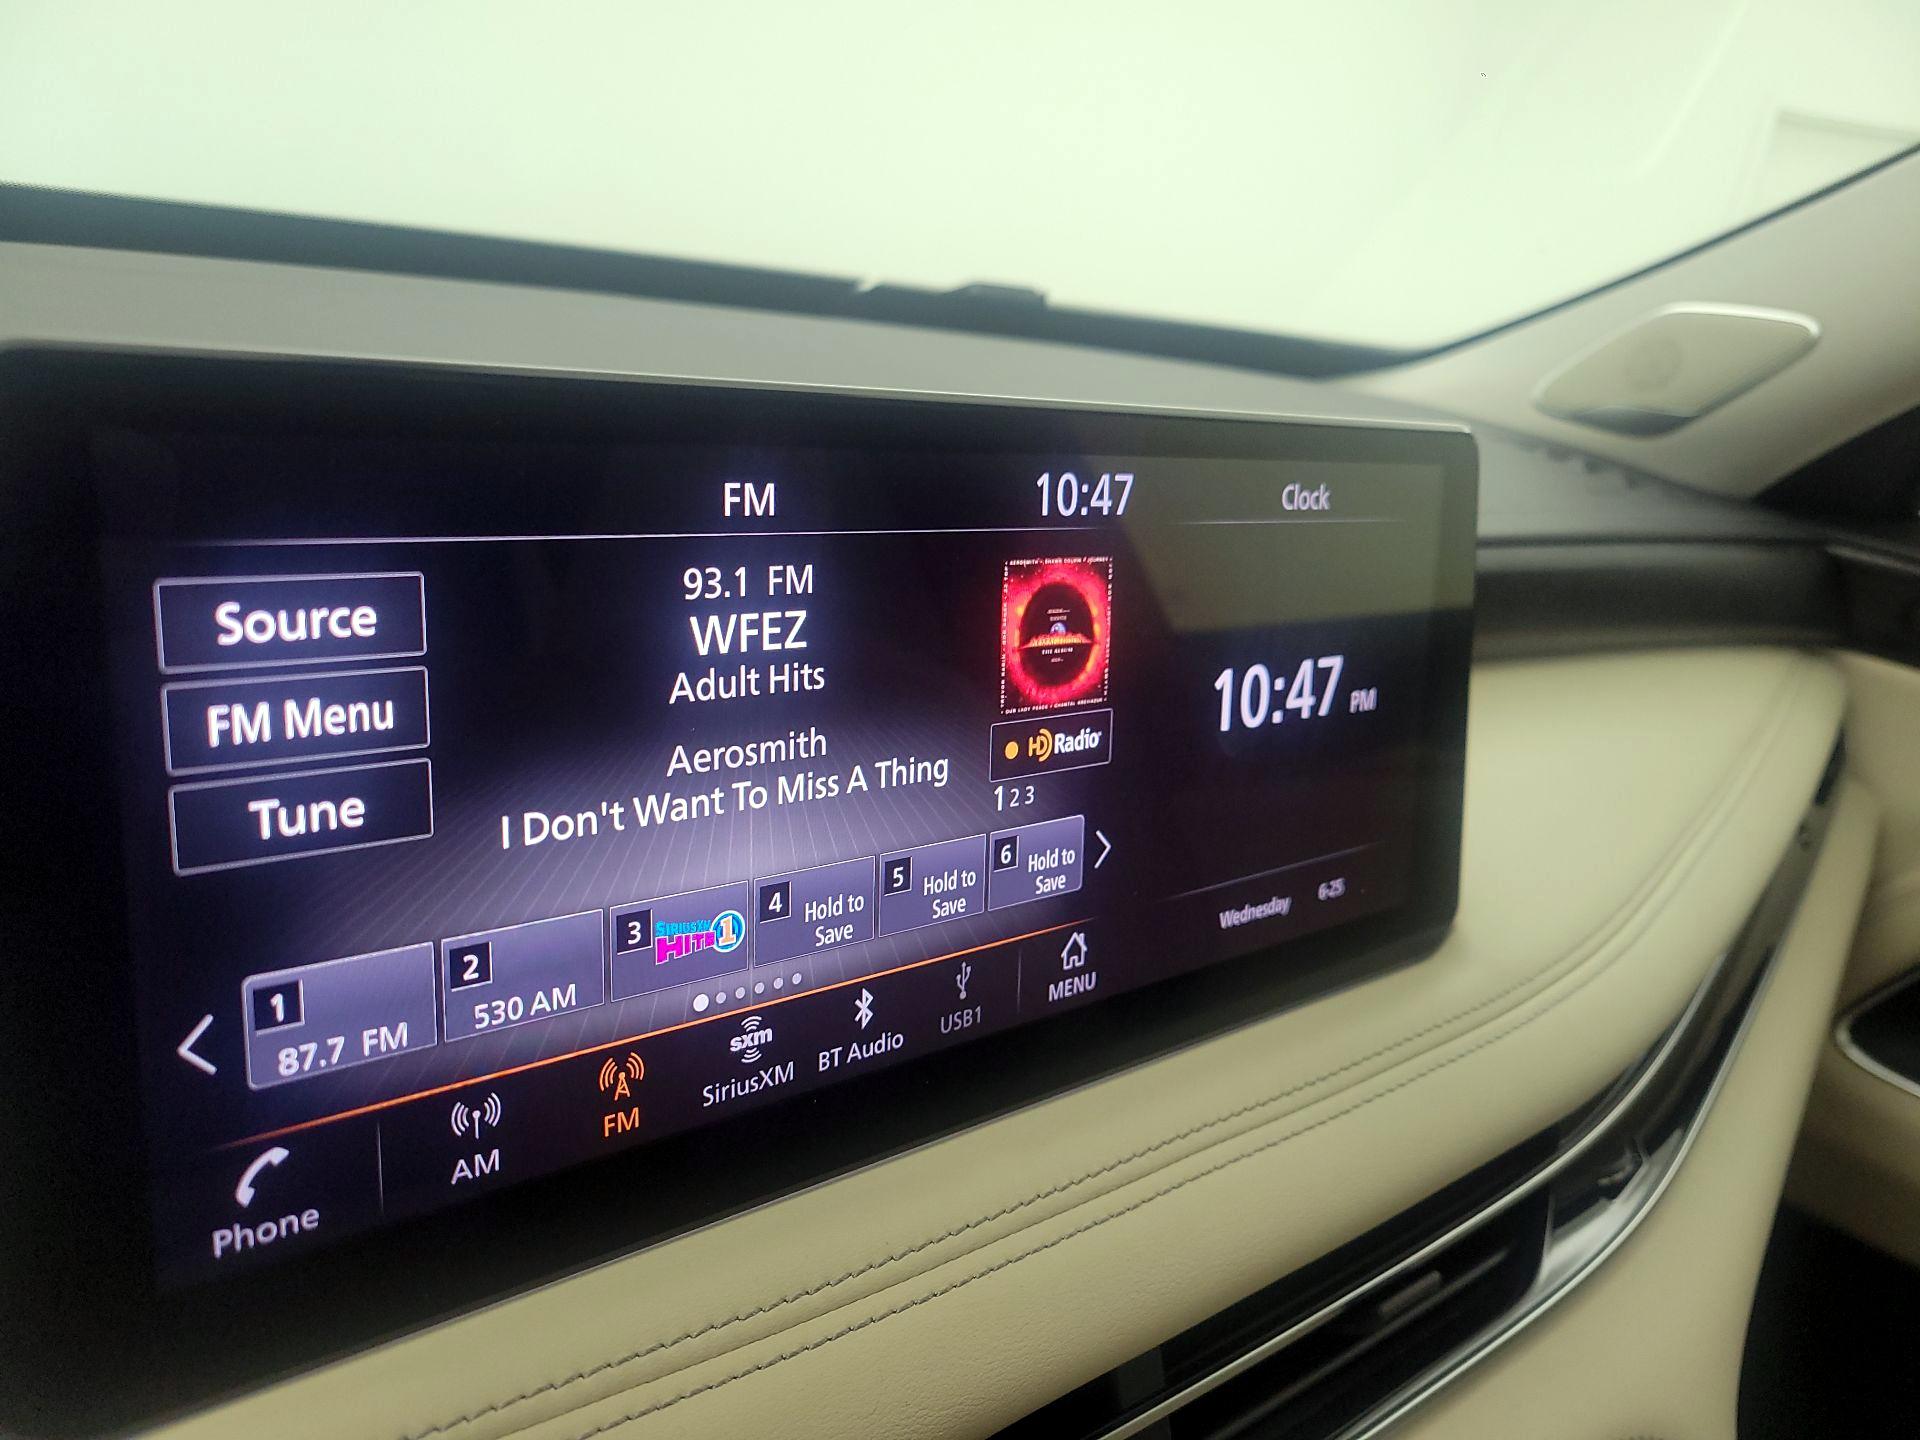 FM
10:47
Clock
Source
FM Menu
Tune
93.1 FM
WFEZ
Adult Hits
Aerosmith
I Don't Want To Miss A Thing
HD Radio
1 2 3
10:47 PM
Wednesday 6-25
1
87.7 FM
2
530 AM
3
SIRIUSXM
HITS 1
4
Hold to
Save
5
Hold to
Save
6
Hold to
Save
Phone
AM
FM
sxm
SiriusXM
BT Audio
USB1
MENU